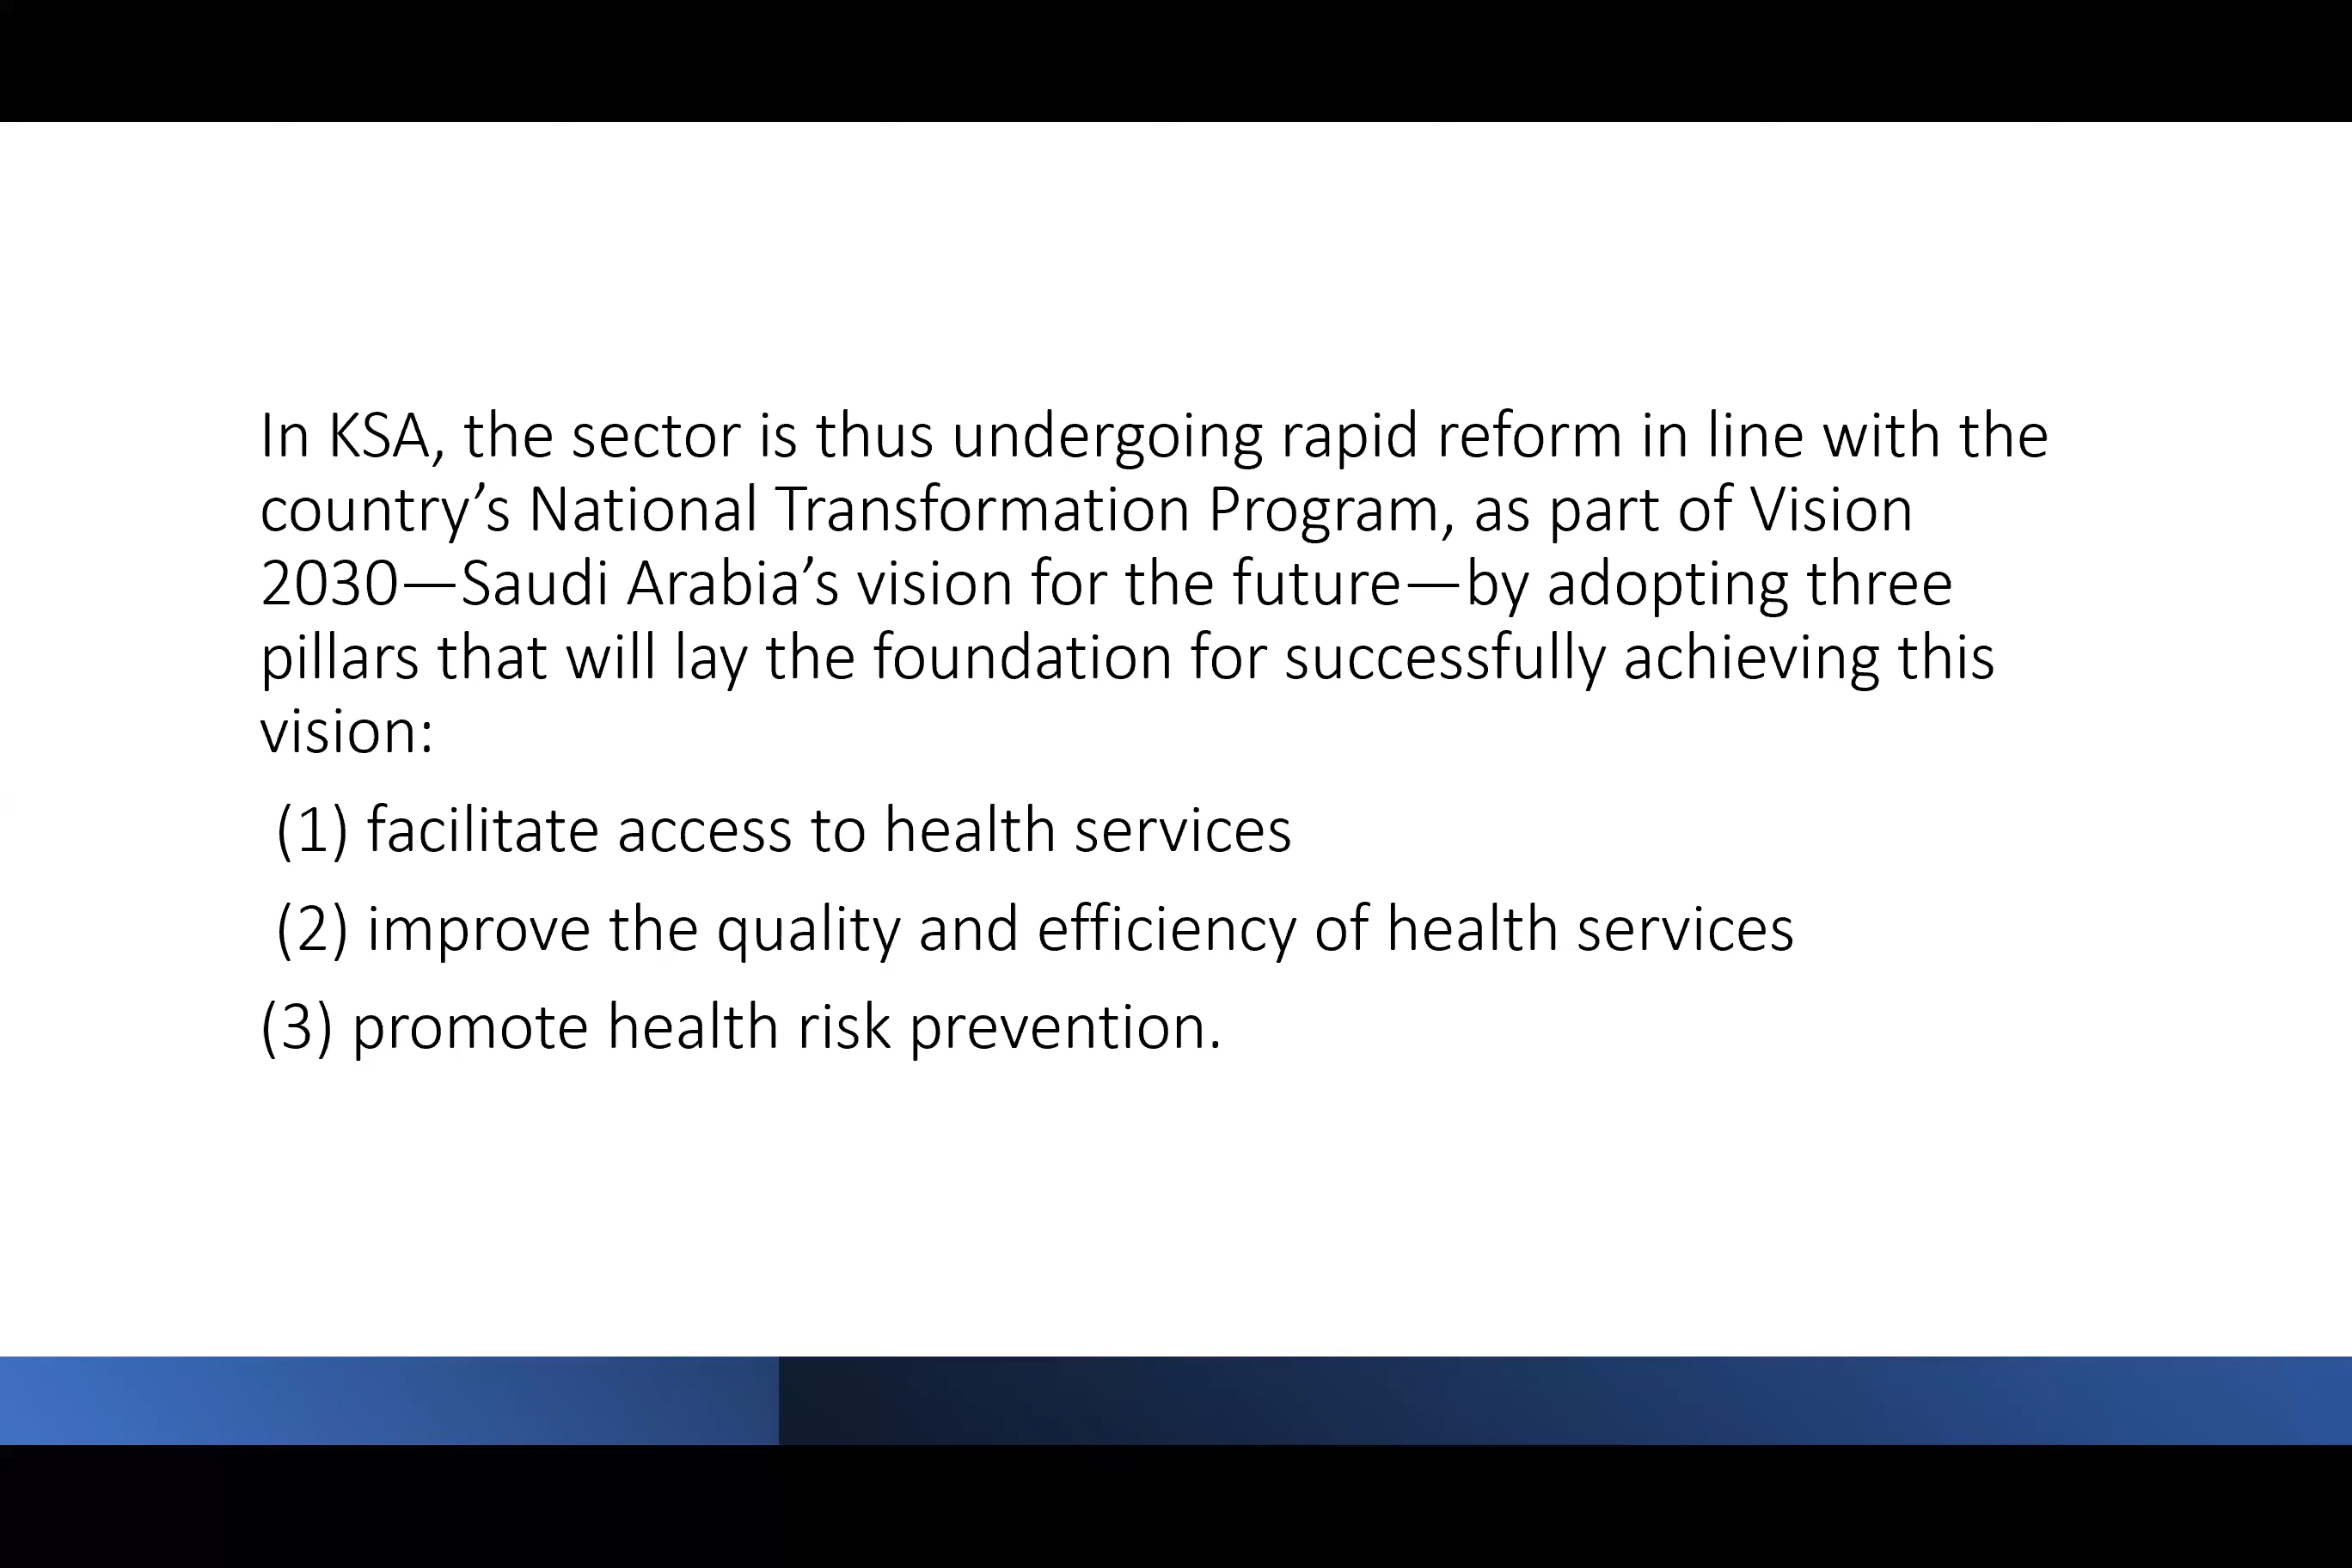 In KSA, the sector is thus undergoing rapid reform in line with the
country’s National Transformation Program, as part of Vision
2030—Saudi Arabia’s vision for the future—by adopting three
pillars that will lay the foundation for successfully achieving this
vision:
(1) facilitate access to health services
(2) improve the quality and efficiency of health services
(3) promote health risk prevention.